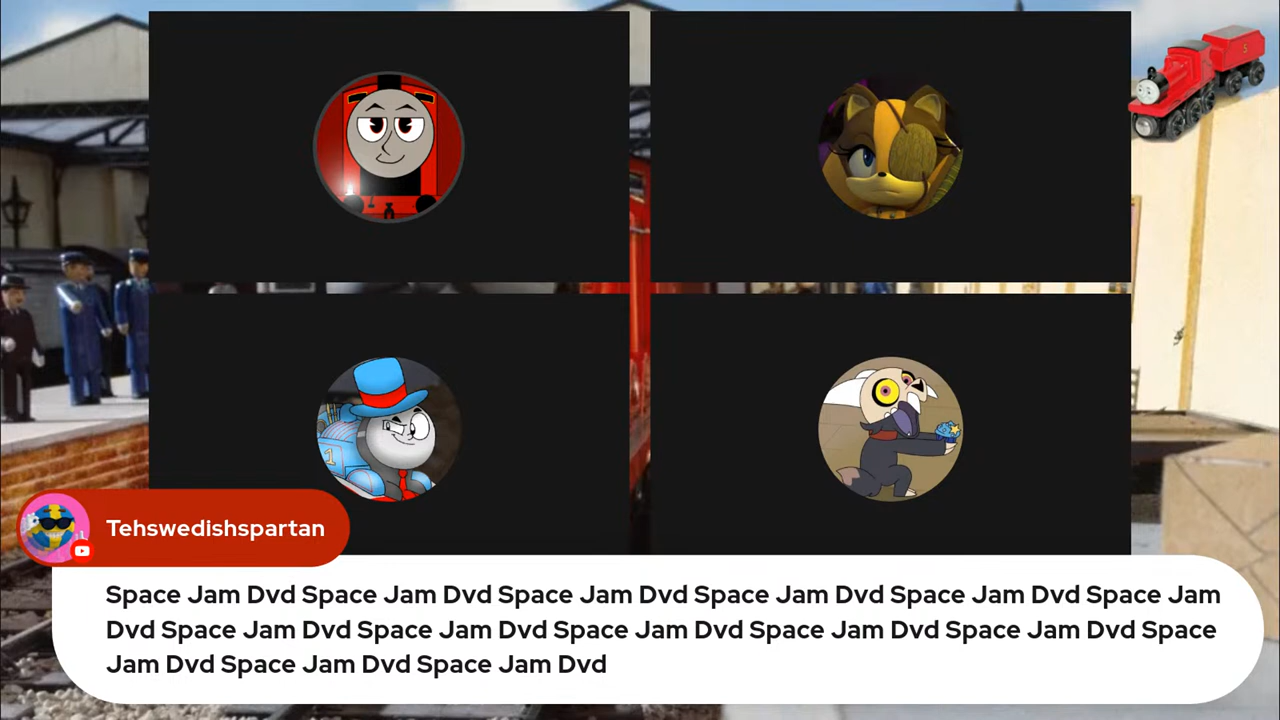 5
1
Tehswedishspartan
Space Jam Dvd Space Jam Dvd Space Jam Dvd Space Jam Dvd Space Jam Dvd Space Jam
Dvd Space Jam Dvd Space Jam Dvd Space Jam Dvd Space Jam Dvd Space Jam Dvd Space
Jam Dvd Space Jam Dvd Space Jam Dvd